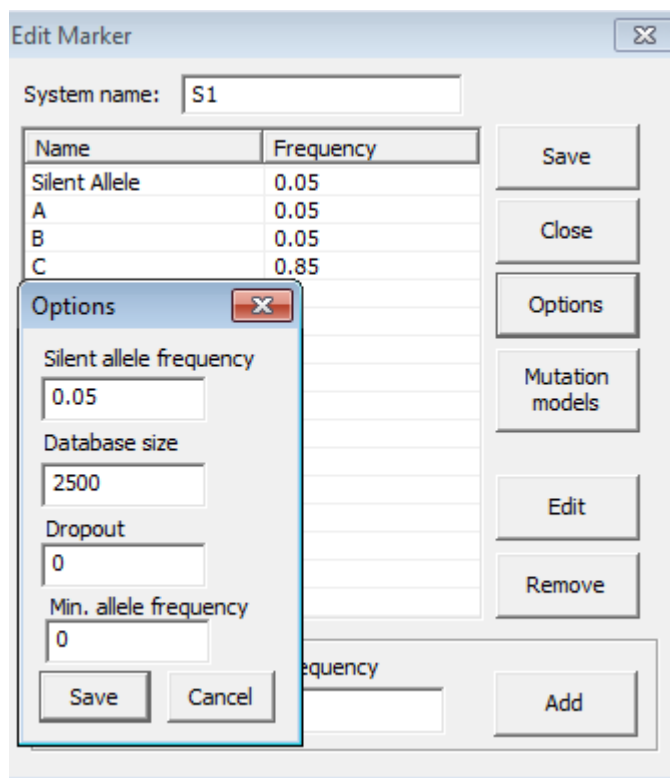 Edit Marker
System name: S1
Name Frequency
Silent Allele 0.05
A 0.05
B 0.05
C 0.85
Save
Close
Options
Mutation
models
Edit
Remove
Options
Silent allele frequency
0.05
Database size
2500
Dropout
0
Min. allele frequency
0
Save Cancel
equency
Add